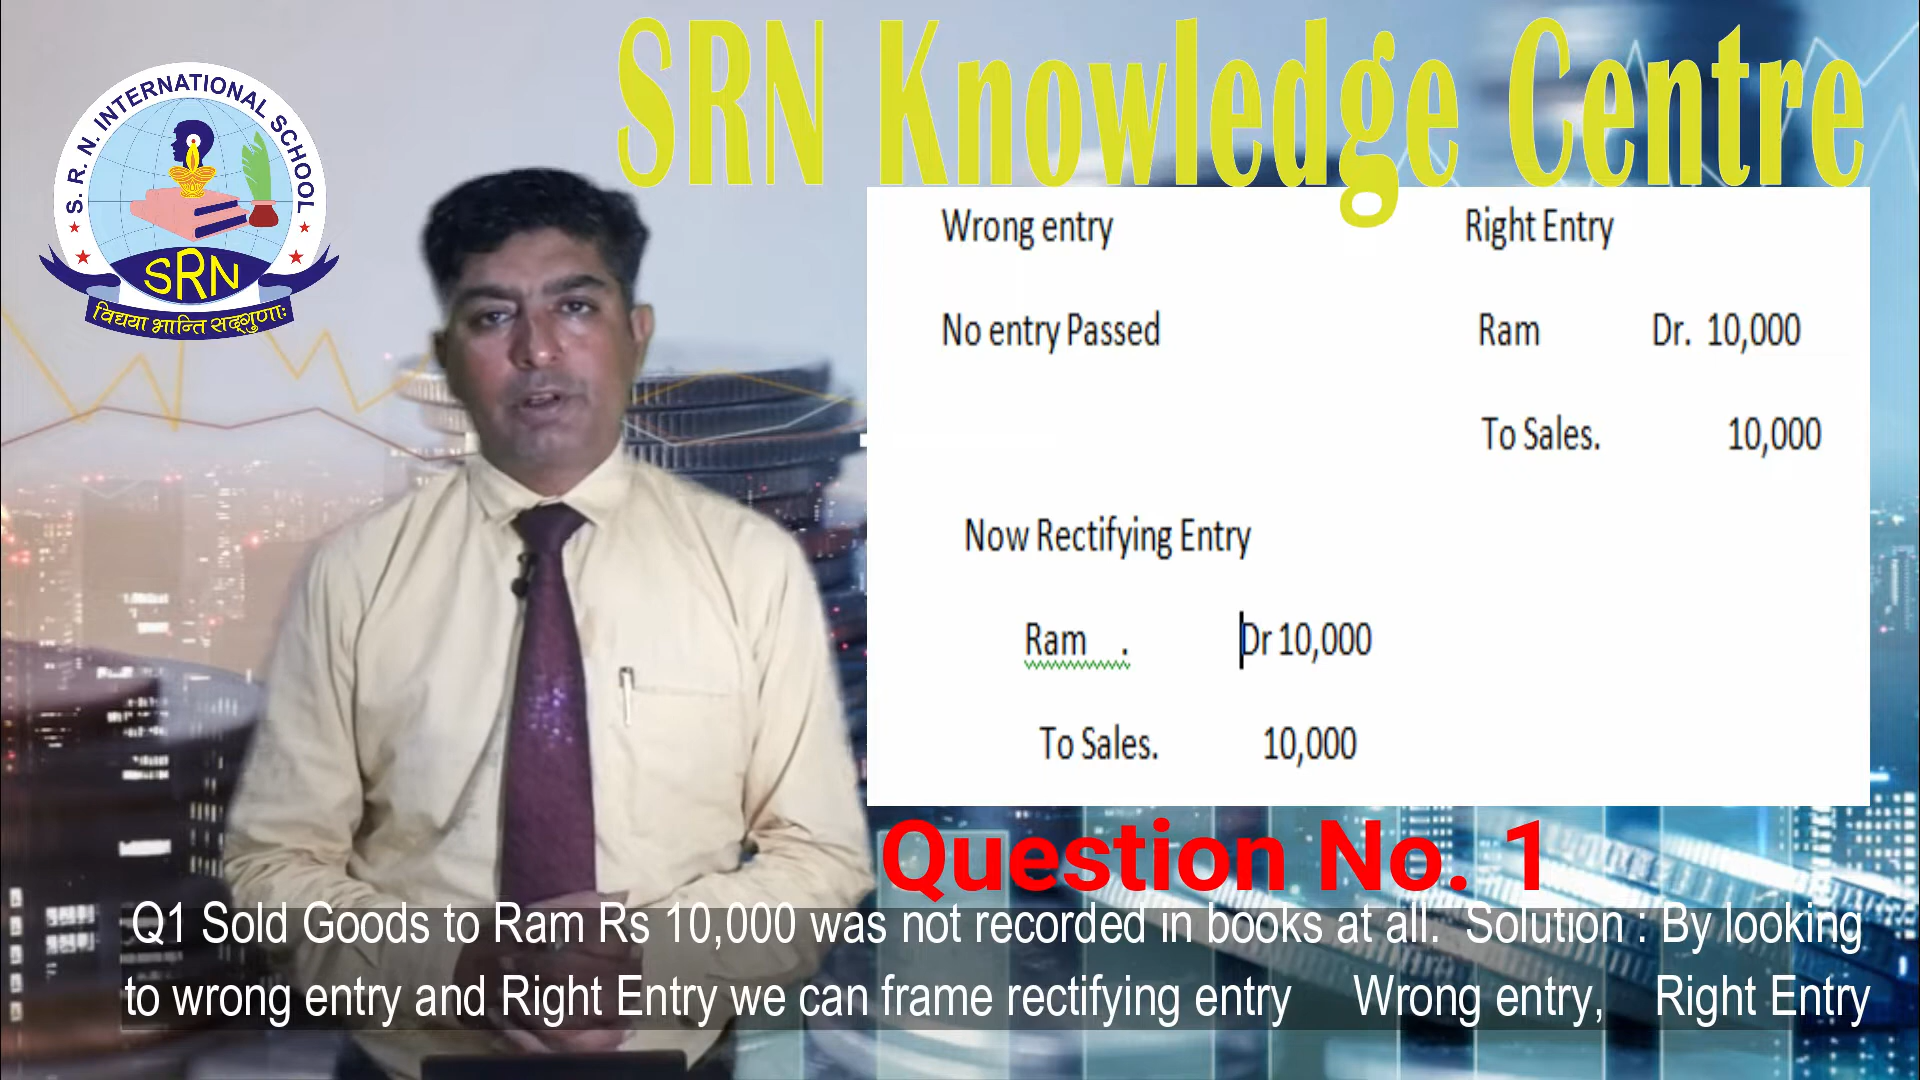 SRN Knowledge Centre
S. R. N. INTERNATIONAL SCHOOL
SRN
विद्यया भान्ति सद्गुणाः
Wrong entry Right Entry
No entry Passed Ram Dr. 10,000
To Sales. 10,000
Now Rectifying Entry
Ram . Dr 10,000
To Sales. 10,000
Question No. 1
Q1 Sold Goods to Ram Rs 10,000 was not recorded in books at all. Solution : By looking
to wrong entry and Right Entry we can frame rectifying entry Wrong entry, Right Entry